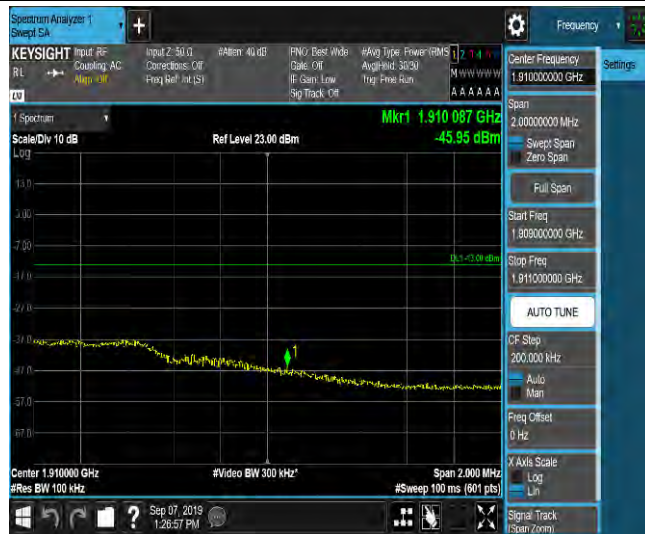 Spectrum Analyzer 1
Swept SA
+
Frequency
KEYSIGHT
Input: RF
Coupling: AC
Align: Off
Input Z: 50 Ω
Corrections: Off
Freq Ref: Int (S)
#Atten: 40 dB
PNO: Best Wide
Gate: Off
IF Gain: Low
Sig Track: Off
#Avg Type: Power (RMS
Avg|Hold: 30/30
Trig: Free Run
RL
M W W W W W
A A A A A A
LV
1 Spectrum
Scale/Div 10 dB
Log
Ref Level 23.00 dBm
Mkr1 1.910 087 GHz
-45.95 dBm
13.0
3.00
-7.00
DL1 -13.00 dBm
-17.0
-27.0
-37.0
1
-47.0
-57.0
-67.0
Center 1.910000 GHz
#Res BW 100 kHz
#Video BW 300 kHz*
Span 2.000 MHz
#Sweep 100 ms (601 pts)
Sep 07, 2019
1:26:57 PM
?
Center Frequency
1.910000000 GHz
Settings
Span
2.00000000 MHz
Swept Span
Zero Span
Full Span
Start Freq
1.909000000 GHz
Stop Freq
1.911000000 GHz
AUTO TUNE
CF Step
200.000 kHz
Auto
Man
Freq Offset
0 Hz
X Axis Scale
Log
Lin
Signal Track
(Span Zoom)